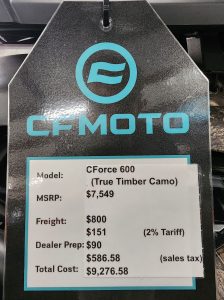 CFMOTO
Model: CForce 600
(True Timber Camo)
MSRP: $7,549
Freight: $800
$151 (2% Tariff)
Dealer Prep: $90
$586.58 (sales tax)
Total Cost: $9,276.58